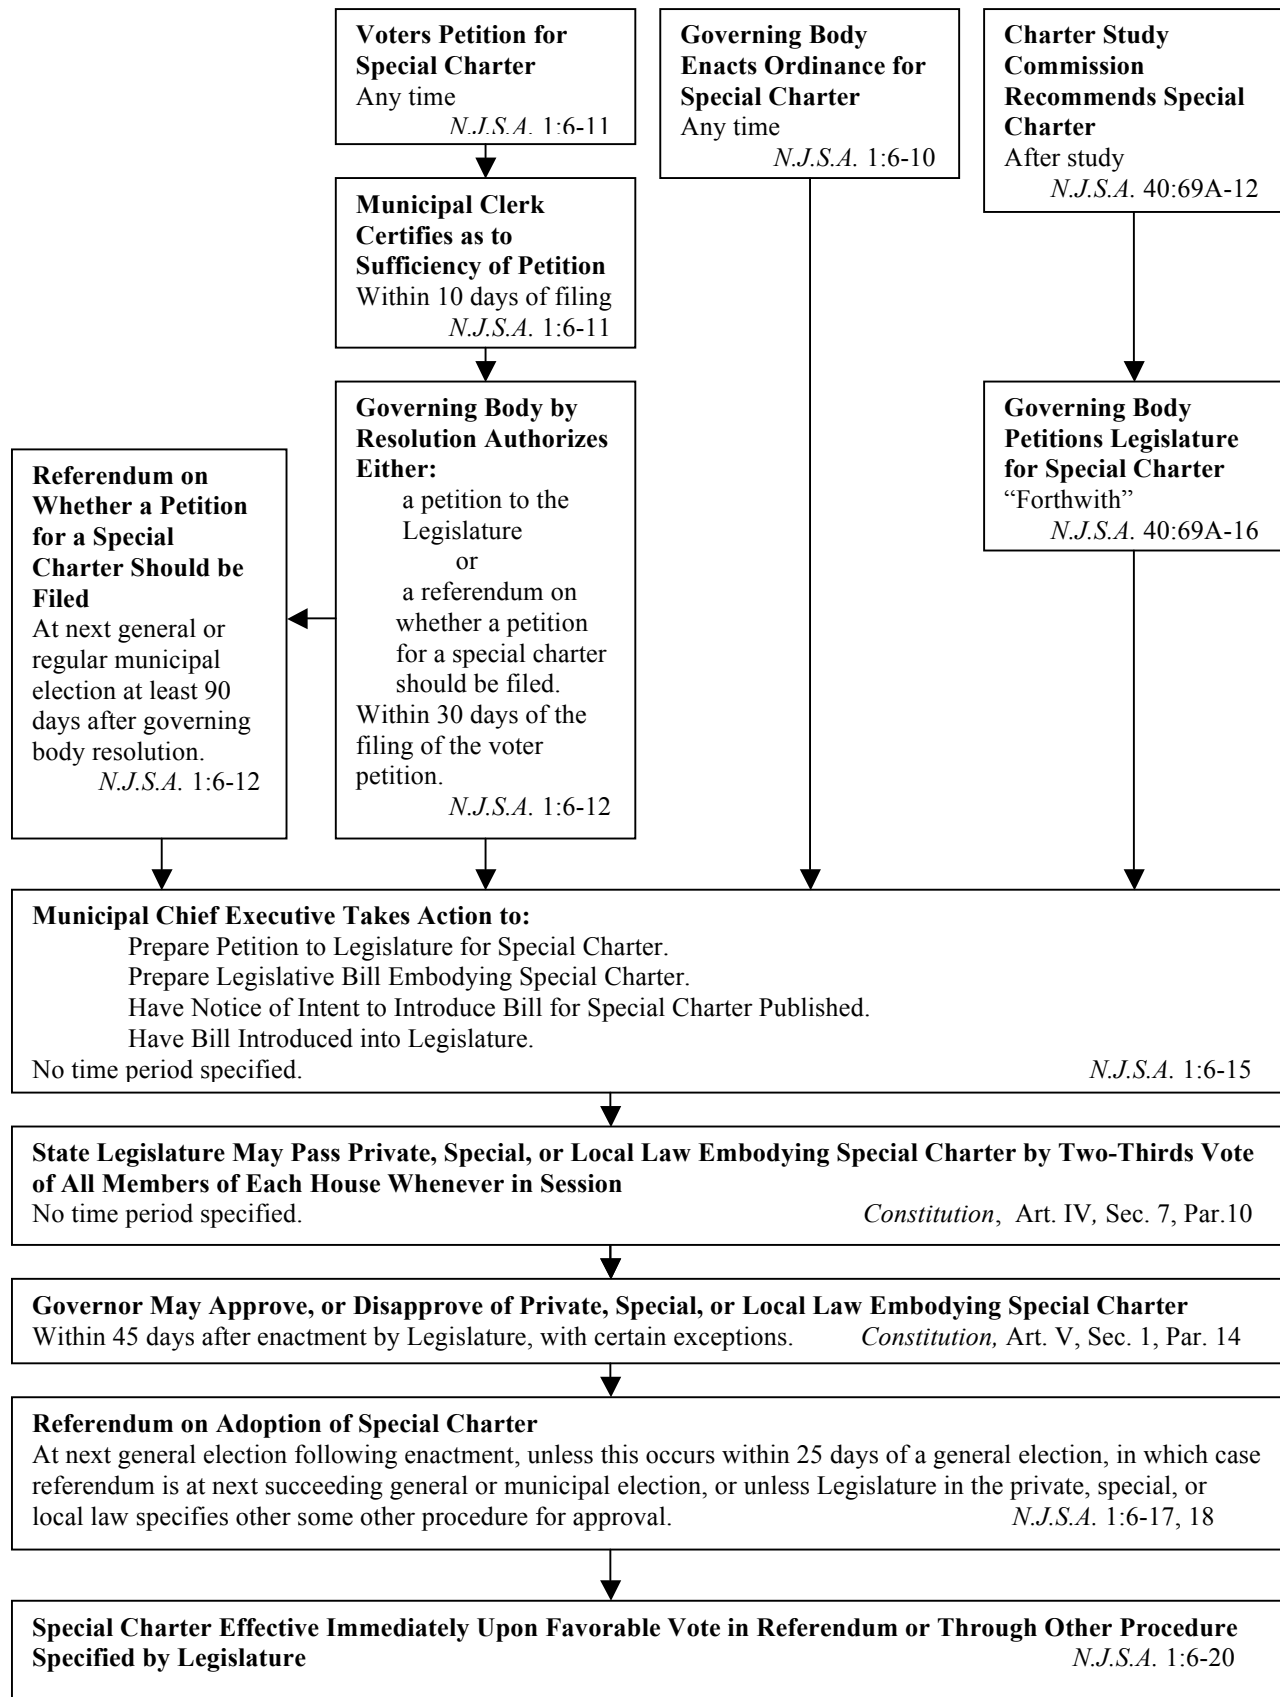 Voters Petition for
Special Charter
Any time
N.J.S.A. 1:6-11
Governing Body
Enacts Ordinance for
Special Charter
Any time
N.J.S.A. 1:6-10
Charter Study
Commission
Recommends Special
Charter
After study
N.J.S.A. 40:69A-12
Municipal Clerk
Certifies as to
Sufficiency of Petition
Within 10 days of filing
N.J.S.A. 1:6-11
Governing Body by
Resolution Authorizes
Either:
a petition to the
Legislature
or
a referendum on
whether a petition
for a special charter
should be filed.
Within 30 days of the
filing of the voter
petition.
N.J.S.A. 1:6-12
Governing Body
Petitions Legislature
for Special Charter
“Forthwith”
N.J.S.A. 40:69A-16
Referendum on
Whether a Petition
for a Special
Charter Should be
Filed
At next general or
regular municipal
election at least 90
days after governing
body resolution.
N.J.S.A. 1:6-12
Municipal Chief Executive Takes Action to:
Prepare Petition to Legislature for Special Charter.
Prepare Legislative Bill Embodying Special Charter.
Have Notice of Intent to Introduce Bill for Special Charter Published.
Have Bill Introduced into Legislature.
No time period specified. N.J.S.A. 1:6-15
State Legislature May Pass Private, Special, or Local Law Embodying Special Charter by Two-Thirds Vote
of All Members of Each House Whenever in Session
No time period specified. Constitution, Art. IV, Sec. 7, Par.10
Governor May Approve, or Disapprove of Private, Special, or Local Law Embodying Special Charter
Within 45 days after enactment by Legislature, with certain exceptions. Constitution, Art. V, Sec. 1, Par. 14
Referendum on Adoption of Special Charter
At next general election following enactment, unless this occurs within 25 days of a general election, in which case
referendum is at next succeeding general or municipal election, or unless Legislature in the private, special, or
local law specifies other some other procedure for approval. N.J.S.A. 1:6-17, 18
Special Charter Effective Immediately Upon Favorable Vote in Referendum or Through Other Procedure
Specified by Legislature N.J.S.A. 1:6-20